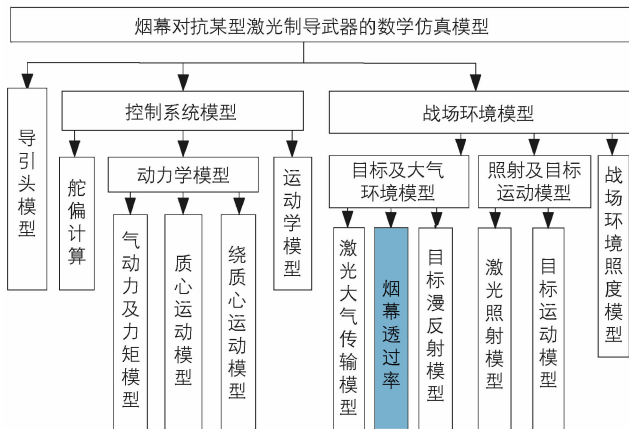 烟幕对抗某型激光制导武器的数学仿真模型
导引头模型
控制系统模型
战场环境模型
舵偏计算
动力学模型
运动学模型
目标及大气
环境模型
照射及目标
运动模型
战场环境照度模型
气动力及力矩模型
质心运动模型
绕质心运动模型
激光大气传输模型
烟幕透过率
目标漫反射模型
激光照射模型
目标运动模型